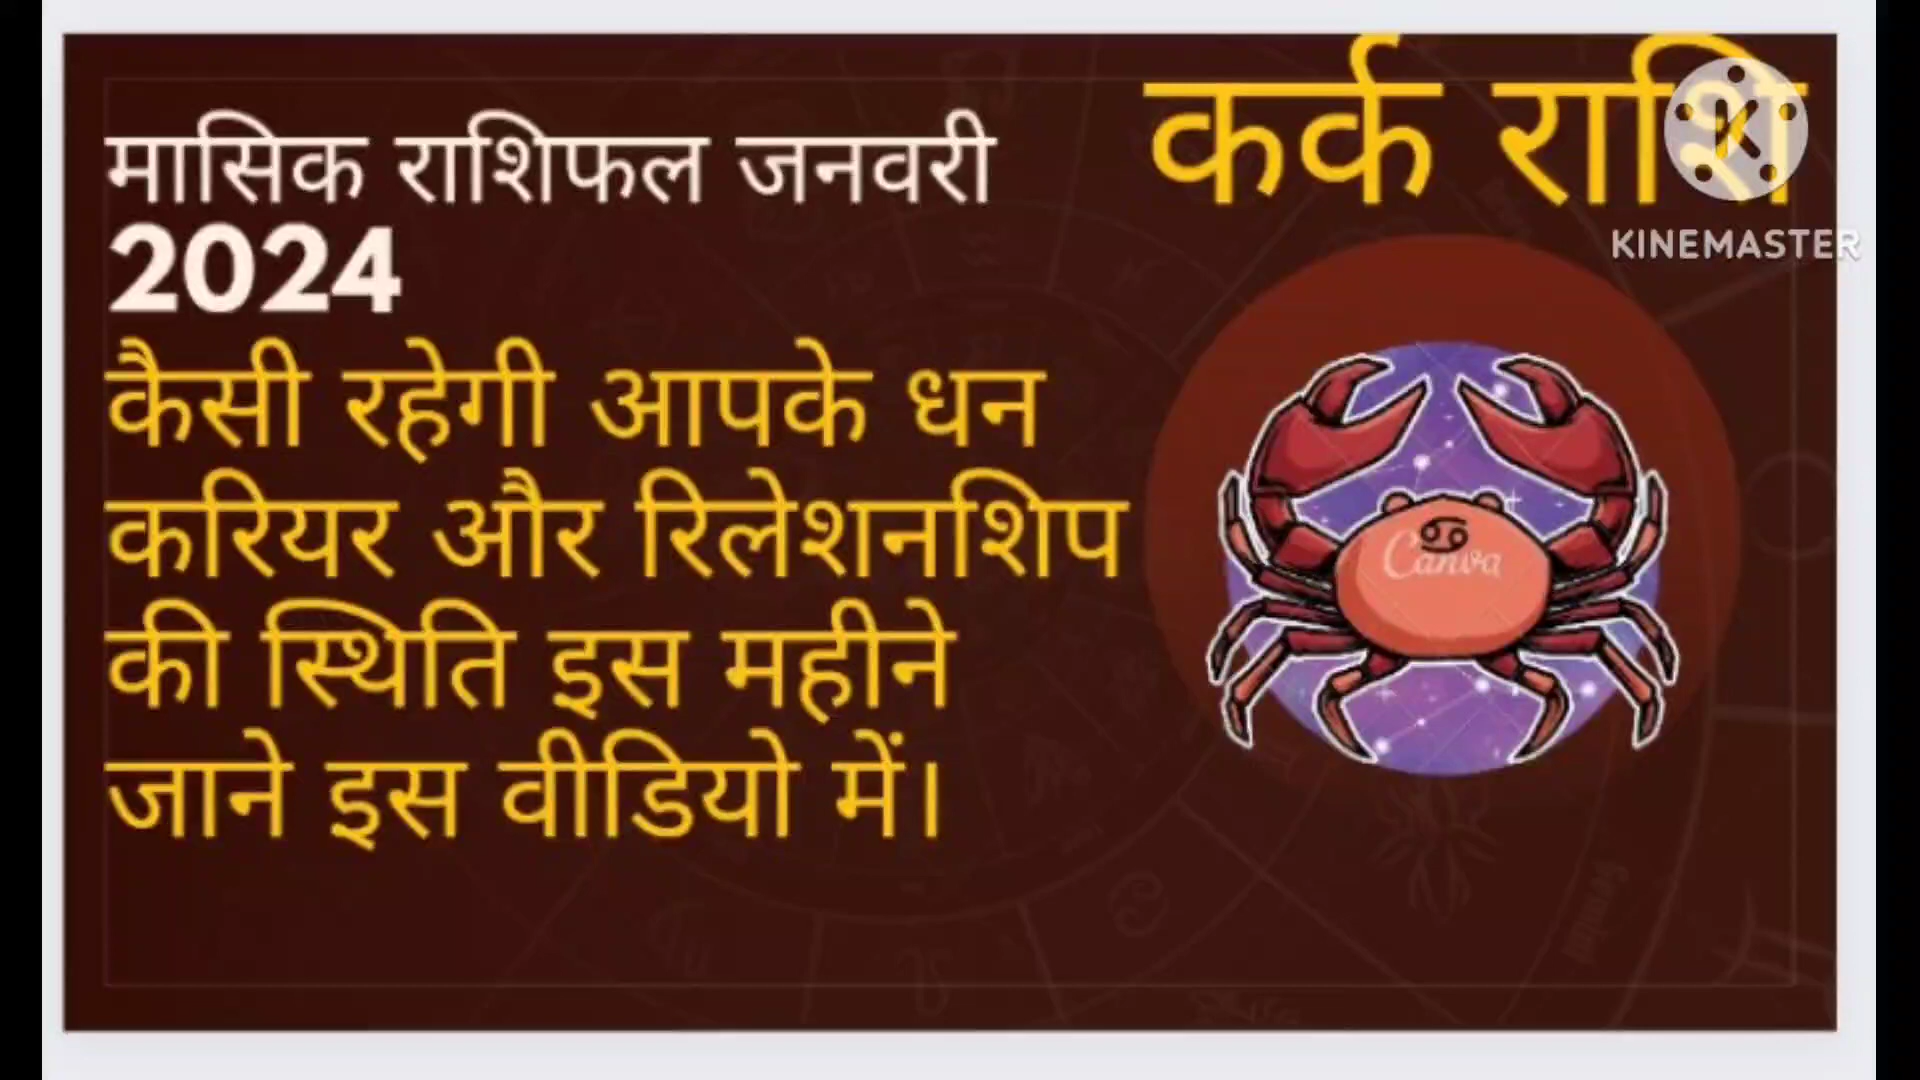 मासिक राशिफल जनवरी
2024
कैसी रहेगी आपके धन
करियर और रिलेशनशिप
की स्थिति इस महीने
जाने इस वीडियो में।
कर्क राशि
KINEMASTER
Canva